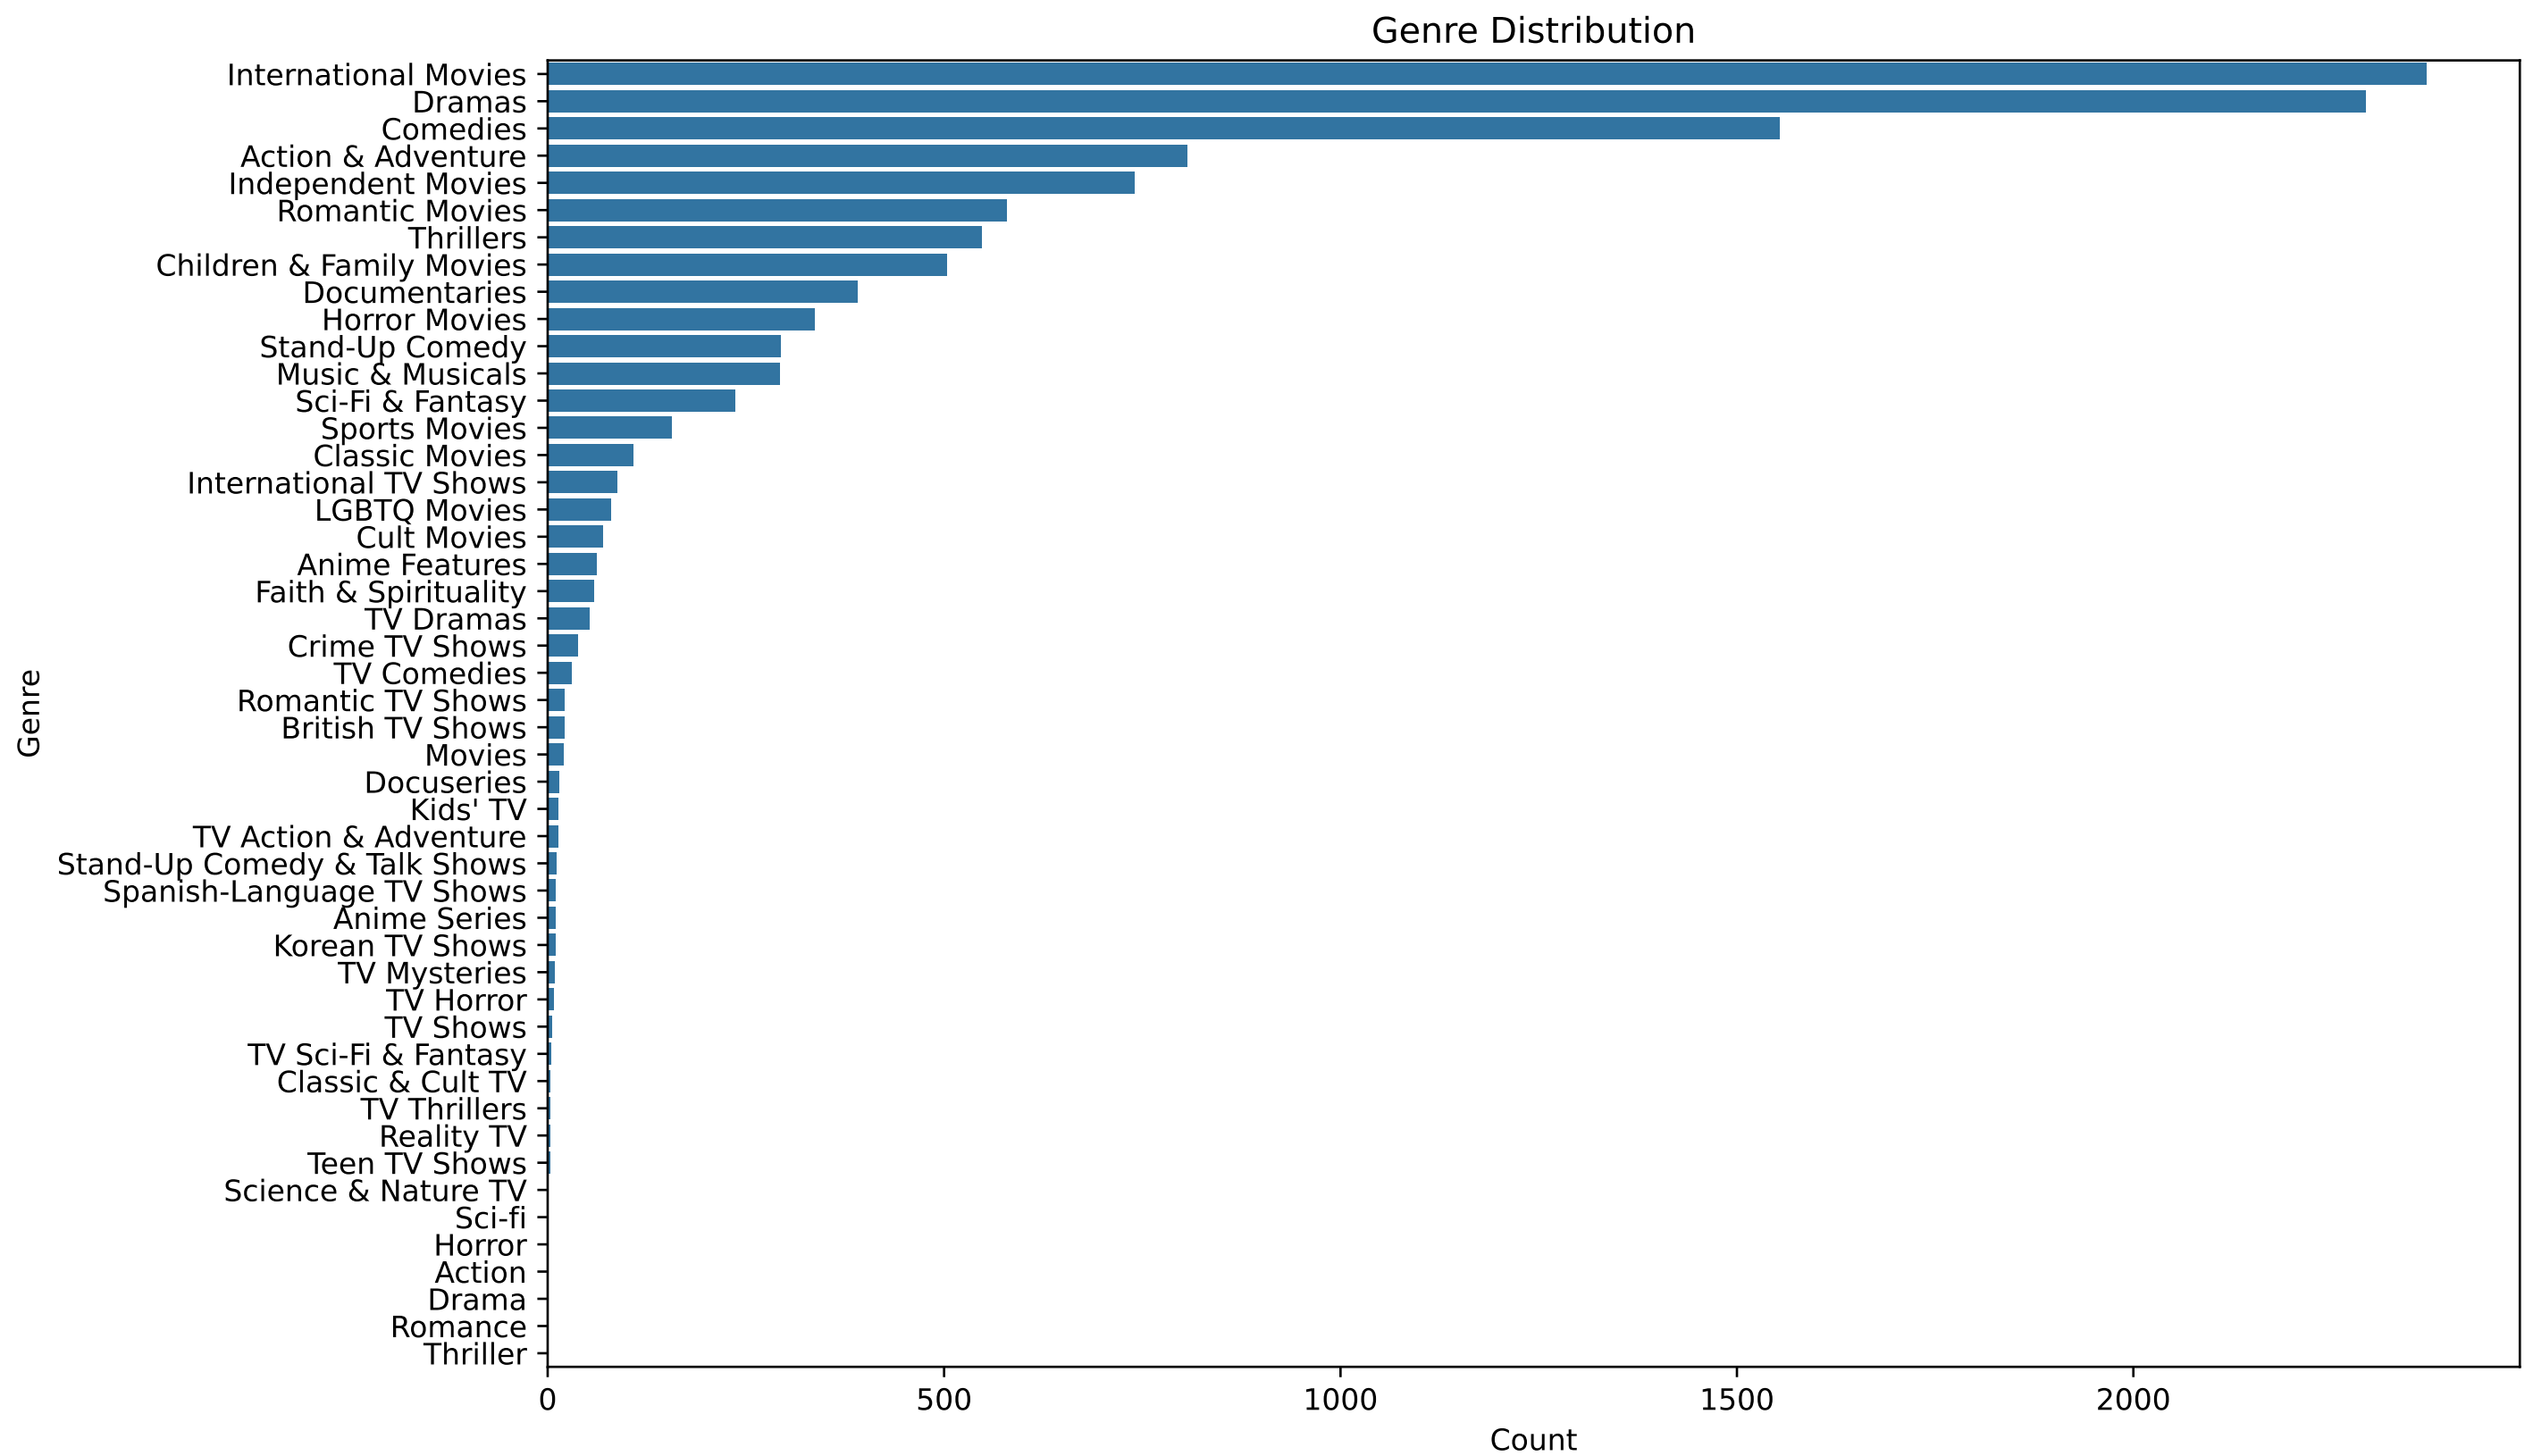 Genre Distribution
International Movies
Dramas
Comedies
Action & Adventure
Independent Movies
Romantic Movies
Thrillers
Children & Family Movies
Documentaries
Horror Movies
Stand-Up Comedy
Music & Musicals
Sci-Fi & Fantasy
Sports Movies
Classic Movies
International TV Shows
LGBTQ Movies
Cult Movies
Anime Features
Faith & Spirituality
TV Dramas
Crime TV Shows
TV Comedies
Romantic TV Shows
British TV Shows
Movies
Docuseries
Kids' TV
TV Action & Adventure
Stand-Up Comedy & Talk Shows
Spanish-Language TV Shows
Anime Series
Korean TV Shows
TV Mysteries
TV Horror
TV Shows
TV Sci-Fi & Fantasy
Classic & Cult TV
TV Thrillers
Reality TV
Teen TV Shows
Science & Nature TV
Sci-fi
Horror
Action
Drama
Romance
Thriller
Genre
0 500 1000 1500 2000
Count